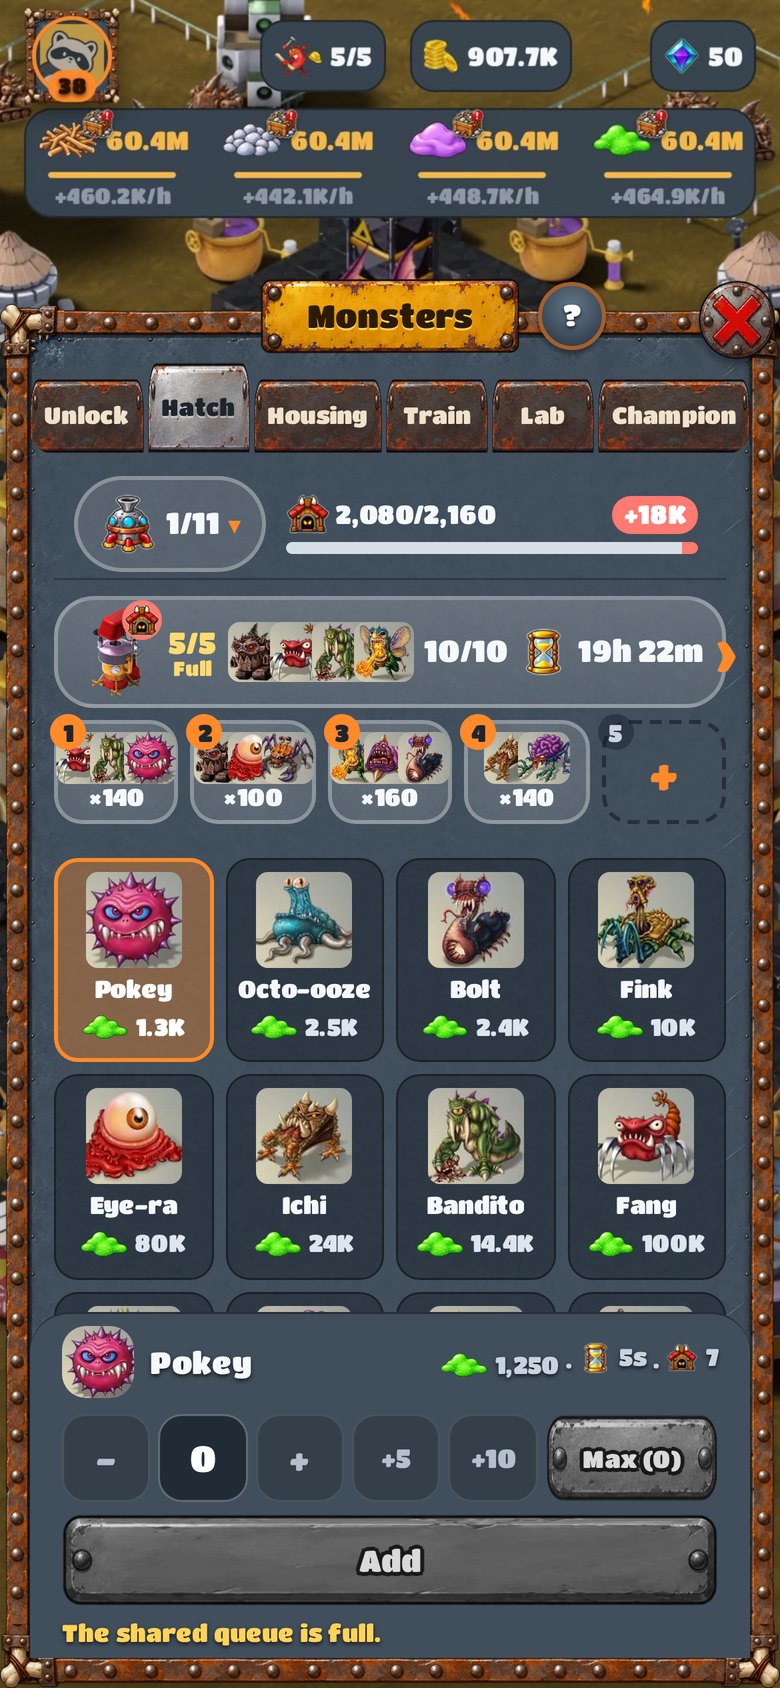 38
5/5
907.7K
50
60.4M
60.4M
60.4M
60.4M
+460.2K/h
+442.1K/h
+448.7K/h
+464.9K/h
Monsters
?
Unlock
Hatch
Housing
Train
Lab
Champion
1/11
2,080/2,160
+18K
5/5
Full
10/10
19h 22m
1
2
3
4
5
×140
×100
×160
×140
+
Pokey
Octo-ooze
Bolt
Fink
1.3K
2.5K
2.4K
10K
Eye-ra
Ichi
Bandito
Fang
80K
24K
14.4K
100K
Pokey
1,250 · 5s · 7
-
0
+
+5
+10
Max (0)
Add
The shared queue is full.